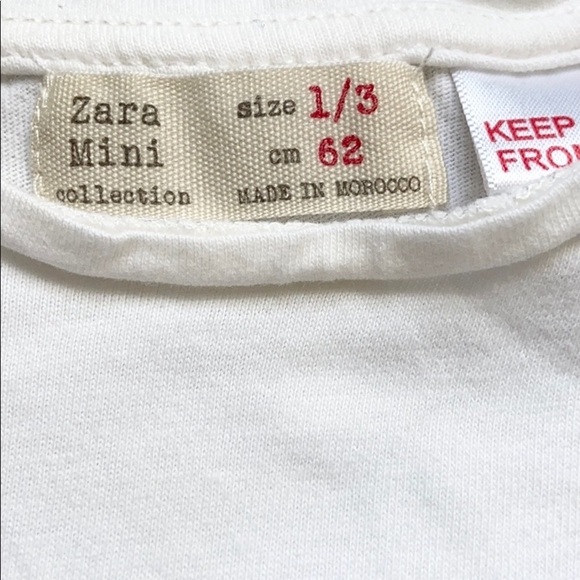 Zara
Mini
collection
size 1/3
cm 62
MADE IN MOROCCO
KEEP
FROM